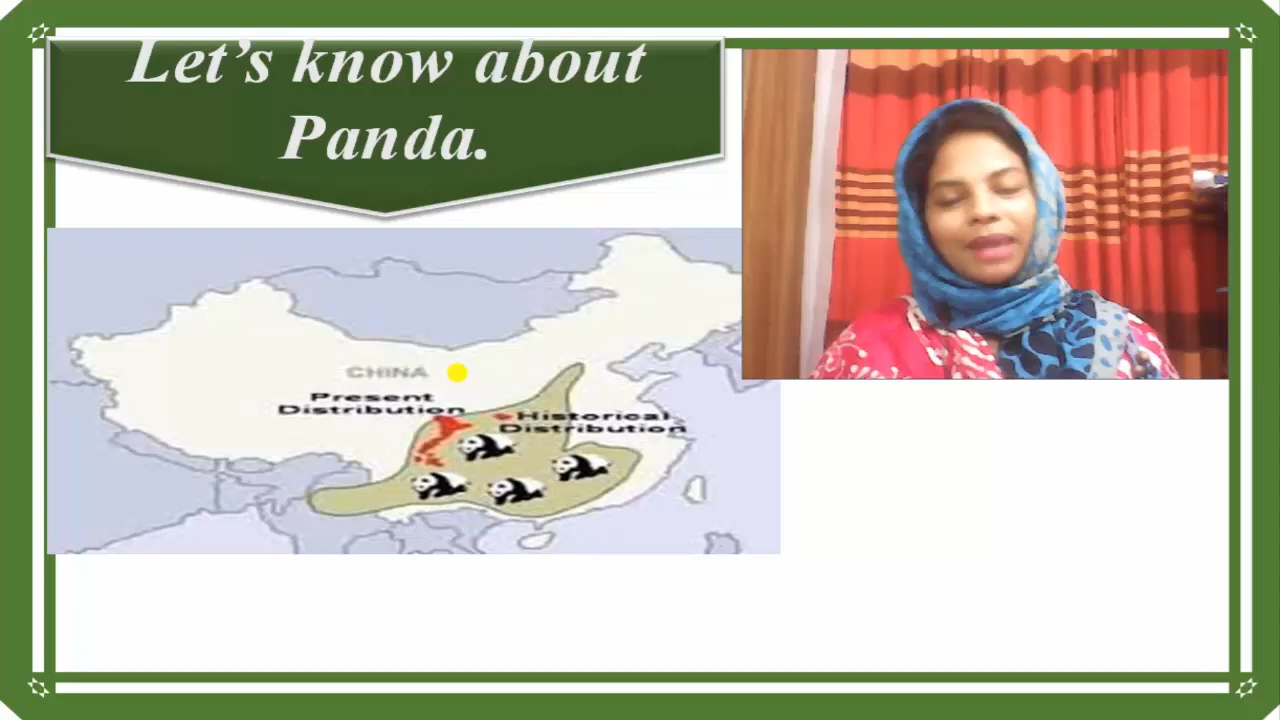 Let's know about
Panda.
CHINA
Present
Distribution
Historical
Distribution